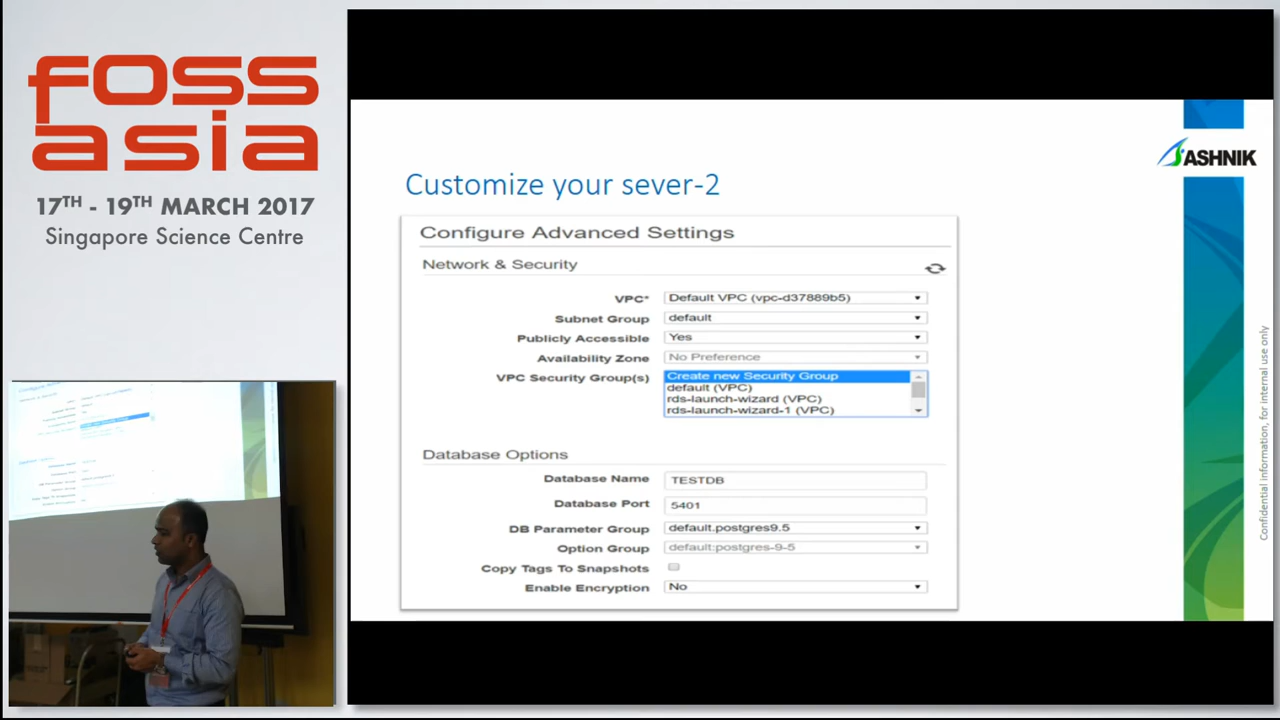 foss
asia
17TH - 19TH MARCH 2017
Singapore Science Centre
ASHNIK
Customize your sever-2
Configure Advanced Settings
Network & Security
VPC* Default VPC (vpc-d37889b5)
Subnet Group default
Publicly Accessible Yes
Availability Zone No Preference
VPC Security Group(s) Create new Security Group
default (VPC)
rds-launch-wizard (VPC)
rds-launch-wizard-1 (VPC)
Database Options
Database Name TESTDB
Database Port 5401
DB Parameter Group default.postgres9.5
Option Group default:postgres-9-5
Copy Tags To Snapshots
Enable Encryption No
Confidential information, for internal use only